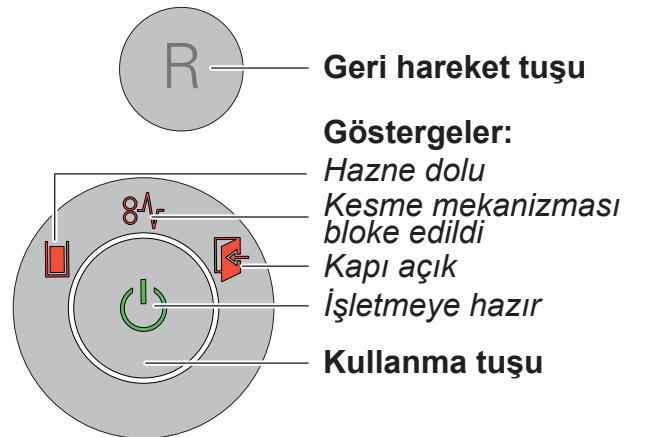 R
Geri hareket tuşu
Göstergeler:
Hazne dolu
Kesme mekanizması
bloke edildi
Kapı açık
İşletmeye hazır
Kullanma tuşu